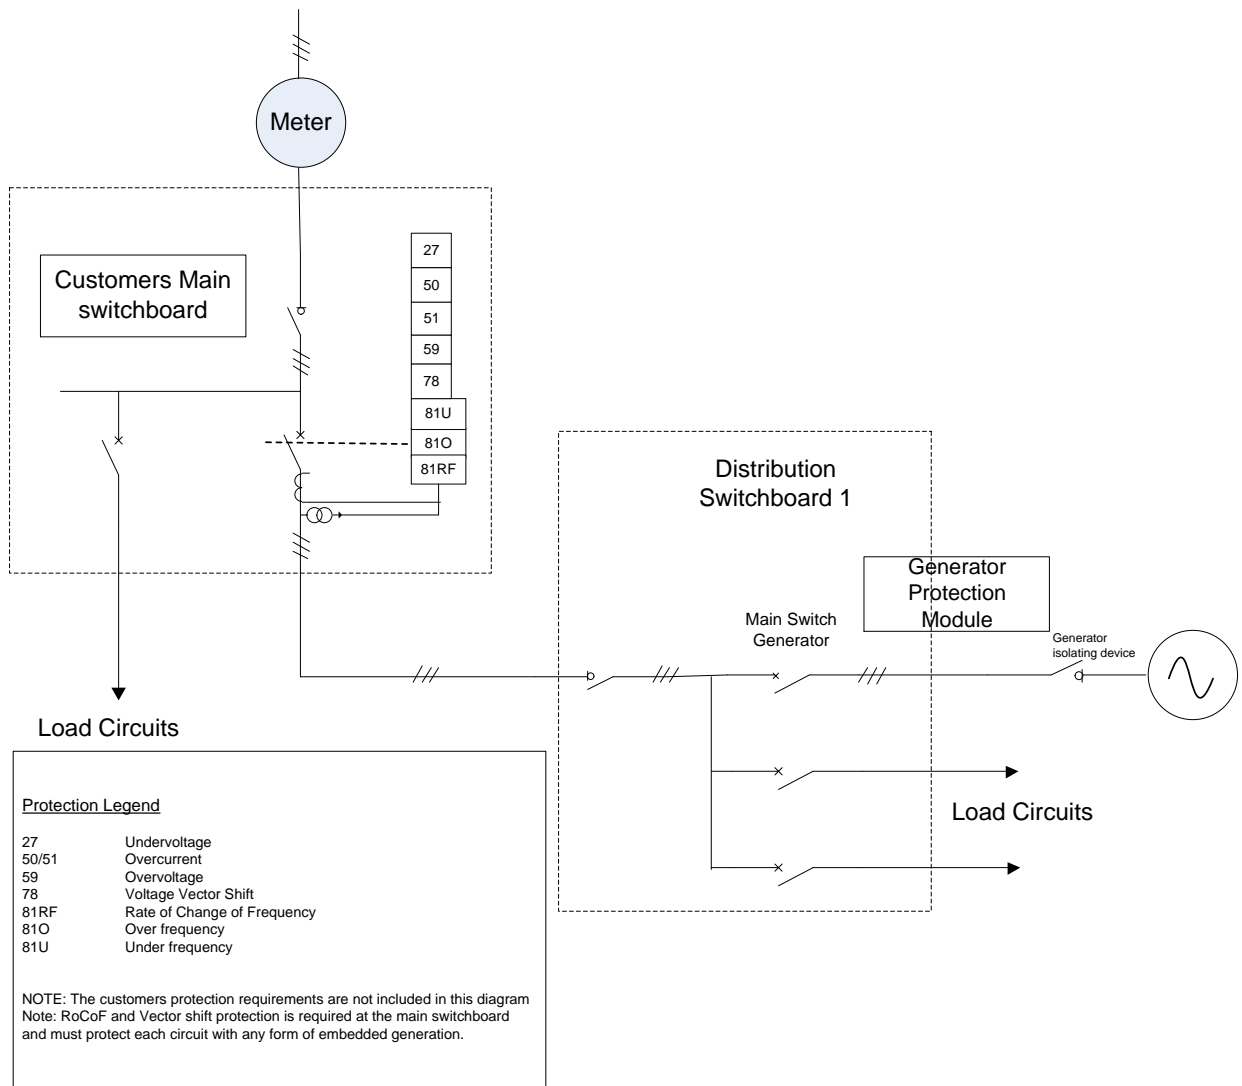 Meter
Customers Main
switchboard
27
50
51
59
78
81U
81O
81RF
Distribution
Switchboard 1
Generator
Protection
Module
Main Switch
Generator
Generator
isolating device
Load Circuits
Load Circuits
Protection Legend
27 Undervoltage
50/51 Overcurrent
59 Overvoltage
78 Voltage Vector Shift
81RF Rate of Change of Frequency
81O Over frequency
81U Under frequency
NOTE: The customers protection requirements are not included in this diagram
Note: RoCoF and Vector shift protection is required at the main switchboard
and must protect each circuit with any form of embedded generation.